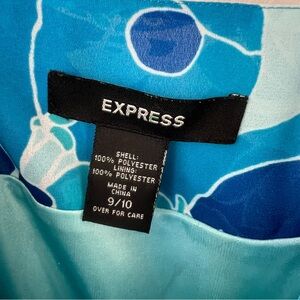 EXPRESS
SHELL:
100% POLYESTER
LINING:
100% POLYESTER
MADE IN
CHINA
9/10
OVER FOR CARE